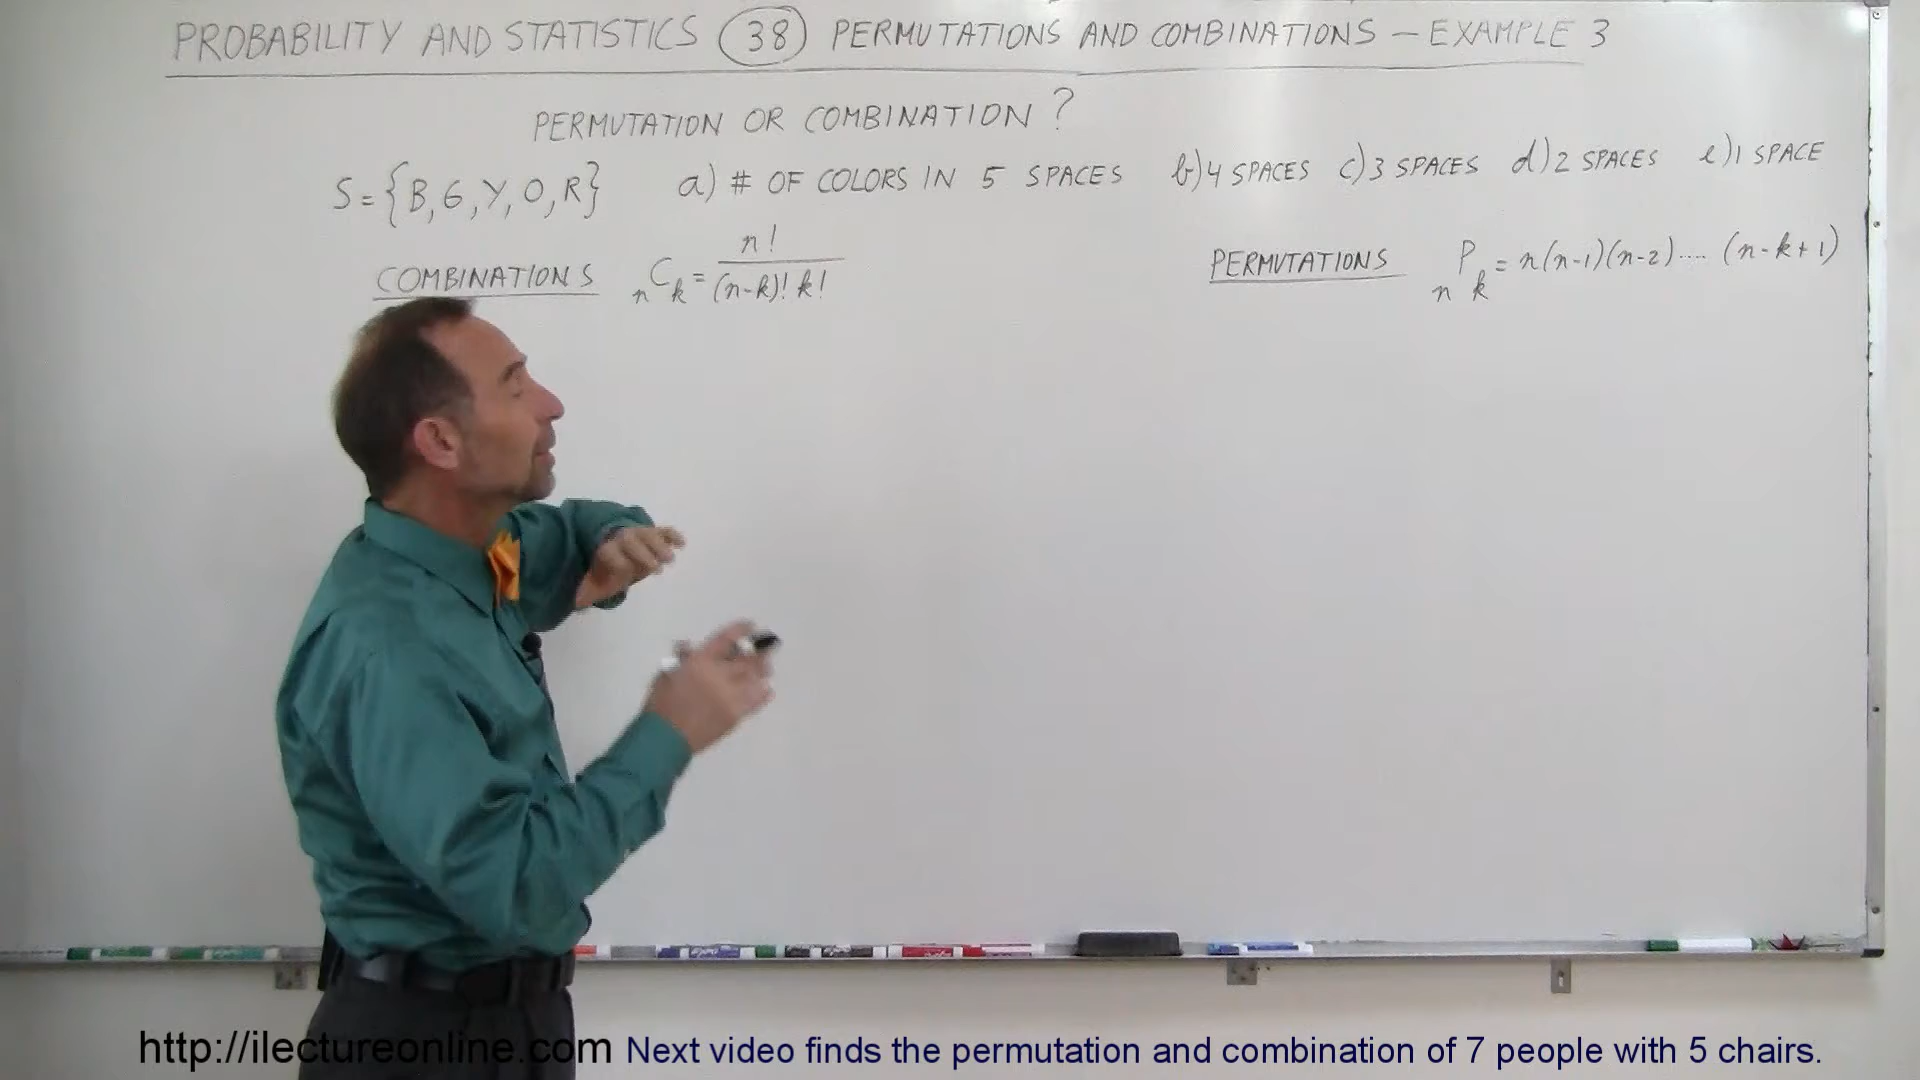 PROBABILITY AND STATISTICS 38 PERMUTATIONS AND COMBINATIONS – EXAMPLE 3
PERMUTATION OR COMBINATION?
S={B,G,Y,O,R} a) # OF COLORS IN 5 SPACES b) 4 SPACES c) 3 SPACES d) 2 SPACES e) 1 SPACE
COMBINATIONS nCk = n! / (n-k)! k! PERMUTATIONS nPk = n(n-1)(n-2).... (n-k+1)
http://ilectureonline.com Next video finds the permutation and combination of 7 people with 5 chairs.